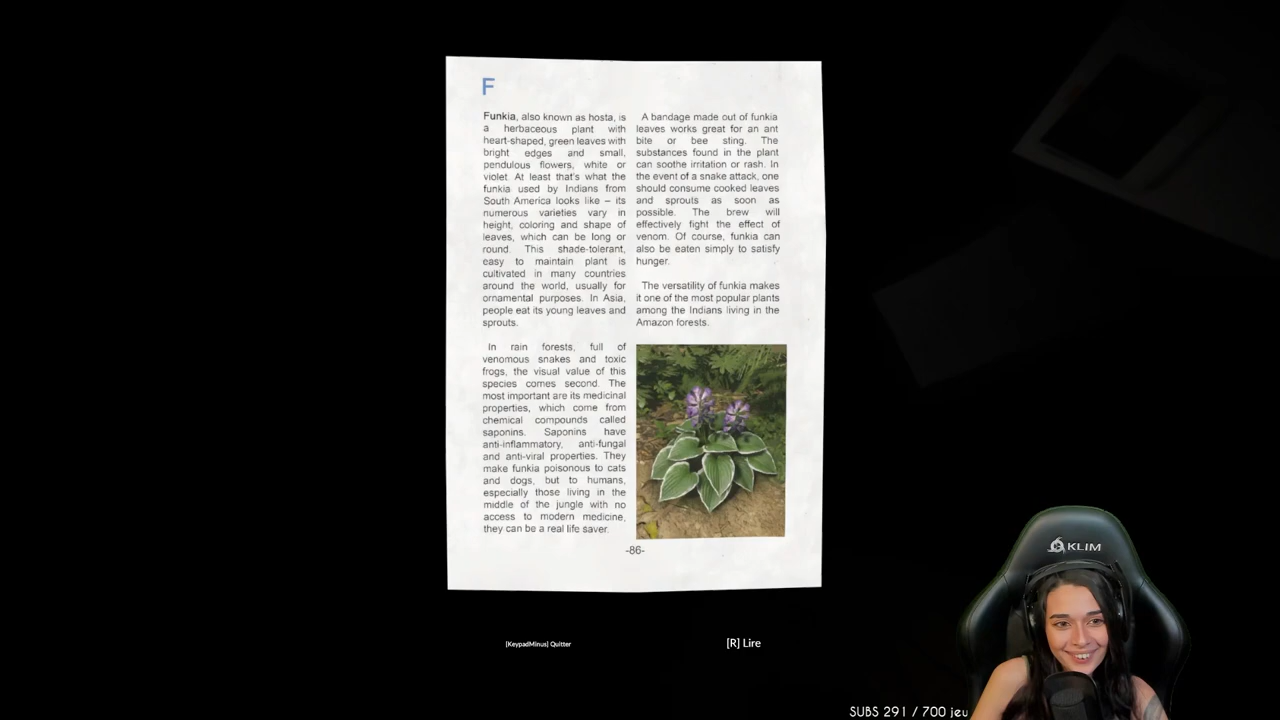 F
Funkia, also known as hosta, is
a herbaceous plant with
heart-shaped, green leaves with
bright edges and small,
pendulous flowers, white or
violet. At least that's what the
funkia used by Indians from
South America looks like – its
numerous varieties vary in
height, coloring and shape of
leaves, which can be long or
round. This shade-tolerant,
easy to maintain plant is
cultivated in many countries
around the world, usually for
ornamental purposes. In Asia,
people eat its young leaves and
sprouts.
In rain forests, full of
venomous snakes and toxic
frogs, the visual value of this
species comes second. The
most important are its medicinal
properties, which come from
chemical compounds called
saponins. Saponins have
anti-inflammatory, anti-fungal
and anti-viral properties. They
make funkia poisonous to cats
and dogs, but to humans,
especially those living in the
middle of the jungle with no
access to modern medicine,
they can be a real life saver.
A bandage made out of funkia
leaves works great for an ant
bite or bee sting. The
substances found in the plant
can soothe irritation or rash. In
the event of a snake attack, one
should consume cooked leaves
and sprouts as soon as
possible. The brew will
effectively fight the effect of
venom. Of course, funkia can
also be eaten simply to satisfy
hunger.
The versatility of funkia makes
it one of the most popular plants
among the Indians living in the
Amazon forests.
-86-
[KeypadMinus] Quitter
[R] Lire
KLIM
SUBS 291 / 700 jeu